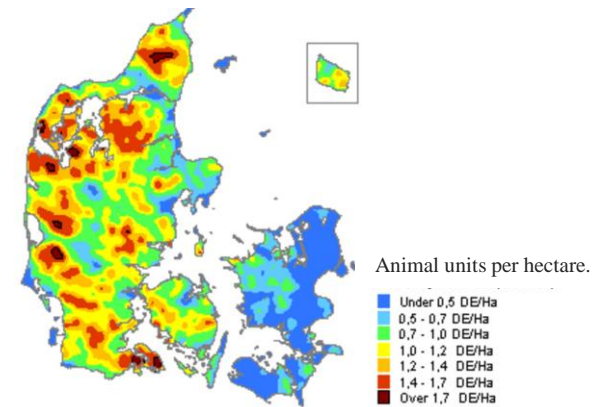 Animal units per hectare.
Under 0,5 DE/Ha
0,5 - 0,7 DE/Ha
0,7 - 1,0 DE/Ha
1,0 - 1,2 DE/Ha
1,2 - 1,4 DE/Ha
1,4 - 1,7 DE/Ha
Over 1,7 DE/Ha